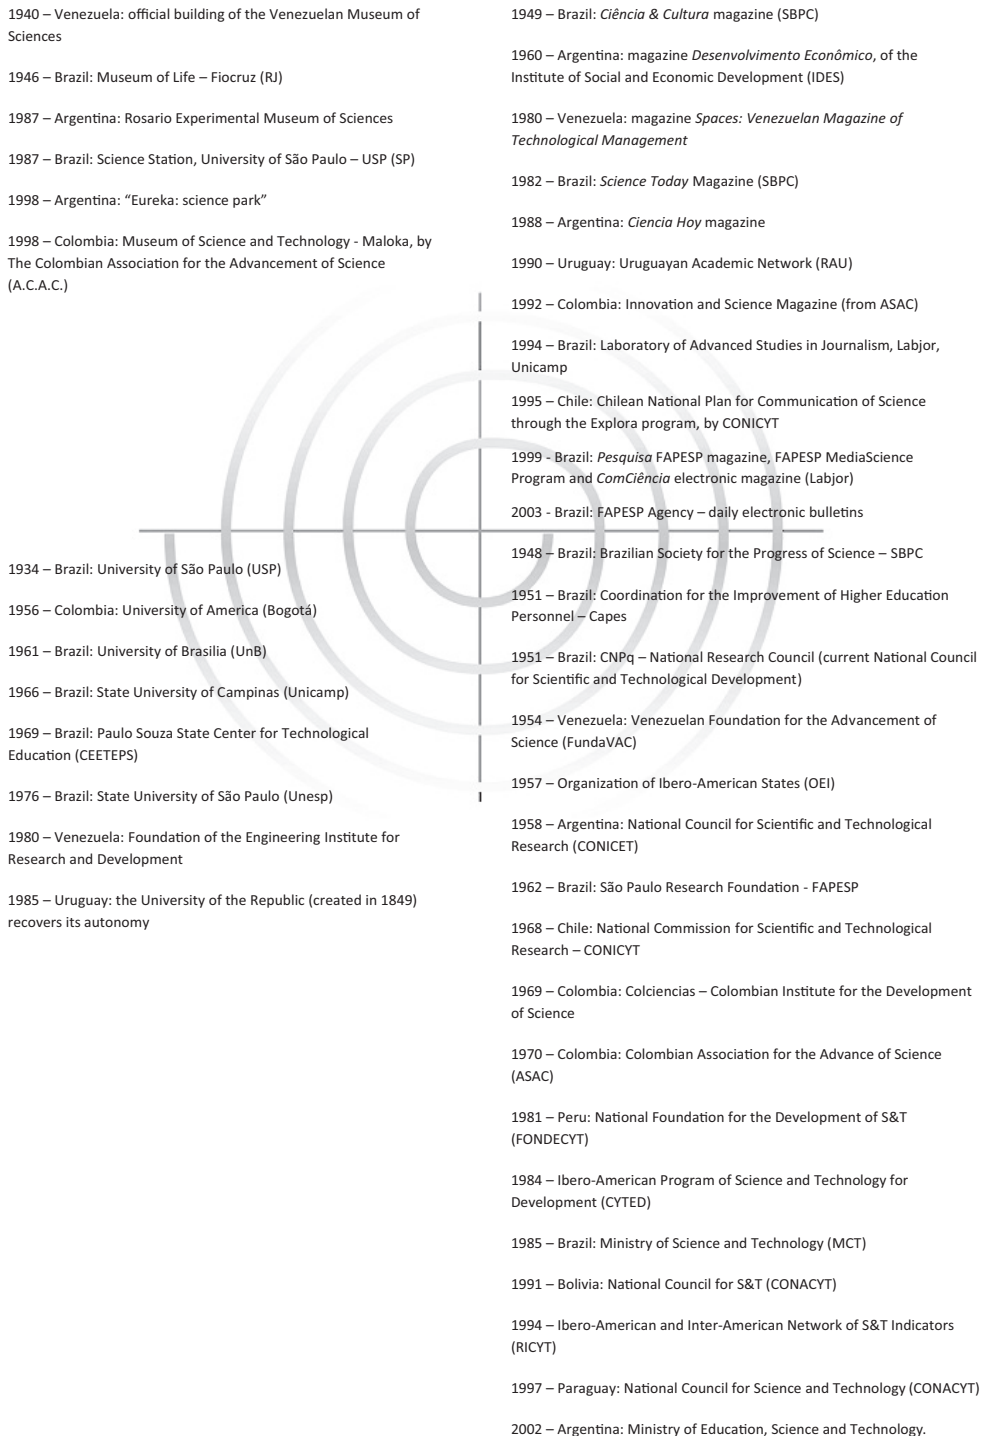 1940 – Venezuela: official building of the Venezuelan Museum of
Sciences
1946 – Brazil: Museum of Life – Fiocruz (RJ)
1987 – Argentina: Rosario Experimental Museum of Sciences
1987 – Brazil: Science Station, University of São Paulo – USP (SP)
1998 – Argentina: “Eureka: science park”
1998 – Colombia: Museum of Science and Technology - Maloka, by
The Colombian Association for the Advancement of Science
(A.C.A.C.)
1949 – Brazil: Ciência & Cultura magazine (SBPC)
1960 – Argentina: magazine Desenvolvimento Econômico, of the
Institute of Social and Economic Development (IDES)
1980 – Venezuela: magazine Spaces: Venezuelan Magazine of
Technological Management
1982 – Brazil: Science Today Magazine (SBPC)
1988 – Argentina: Ciencia Hoy magazine
1990 – Uruguay: Uruguayan Academic Network (RAU)
1992 – Colombia: Innovation and Science Magazine (from ASAC)
1994 – Brazil: Laboratory of Advanced Studies in Journalism, Labjor,
Unicamp
1995 – Chile: Chilean National Plan for Communication of Science
through the Explora program, by CONICYT
1999 - Brazil: Pesquisa FAPESP magazine, FAPESP MediaScience
Program and ComCiência electronic magazine (Labjor)
2003 - Brazil: FAPESP Agency – daily electronic bulletins
1934 – Brazil: University of São Paulo (USP)
1956 – Colombia: University of America (Bogotá)
1961 – Brazil: University of Brasilia (UnB)
1966 – Brazil: State University of Campinas (Unicamp)
1969 – Brazil: Paulo Souza State Center for Technological
Education (CEETEPS)
1976 – Brazil: State University of São Paulo (Unesp)
1980 – Venezuela: Foundation of the Engineering Institute for
Research and Development
1985 – Uruguay: the University of the Republic (created in 1849)
recovers its autonomy
1948 – Brazil: Brazilian Society for the Progress of Science – SBPC
1951 – Brazil: Coordination for the Improvement of Higher Education
Personnel – Capes
1951 – Brazil: CNPq – National Research Council (current National Council
for Scientific and Technological Development)
1954 – Venezuela: Venezuelan Foundation for the Advancement of
Science (FundaVAC)
1957 – Organization of Ibero-American States (OEI)
1958 – Argentina: National Council for Scientific and Technological
Research (CONICET)
1962 – Brazil: São Paulo Research Foundation - FAPESP
1968 – Chile: National Commission for Scientific and Technological
Research – CONICYT
1969 – Colombia: Colciencias – Colombian Institute for the Development
of Science
1970 – Colombia: Colombian Association for the Advance of Science
(ASAC)
1981 – Peru: National Foundation for the Development of S&T
(FONDECYT)
1984 – Ibero-American Program of Science and Technology for
Development (CYTED)
1985 – Brazil: Ministry of Science and Technology (MCT)
1991 – Bolivia: National Council for S&T (CONACYT)
1994 – Ibero-American and Inter-American Network of S&T Indicators
(RICYT)
1997 – Paraguay: National Council for Science and Technology (CONACYT)
2002 – Argentina: Ministry of Education, Science and Technology.